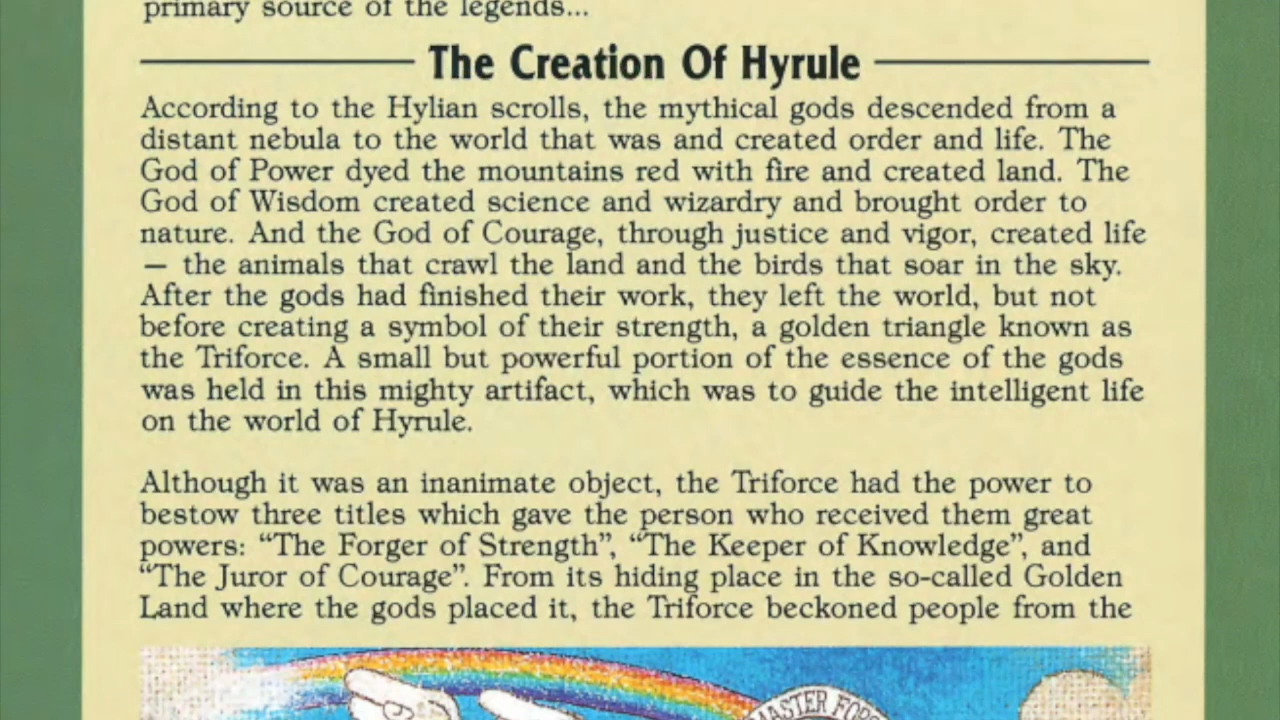 primary source of the legends...
The Creation Of Hyrule
According to the Hylian scrolls, the mythical gods descended from a
distant nebula to the world that was and created order and life. The
God of Power dyed the mountains red with fire and created land. The
God of Wisdom created science and wizardry and brought order to
nature. And the God of Courage, through justice and vigor, created life
— the animals that crawl the land and the birds that soar in the sky.
After the gods had finished their work, they left the world, but not
before creating a symbol of their strength, a golden triangle known as
the Triforce. A small but powerful portion of the essence of the gods
was held in this mighty artifact, which was to guide the intelligent life
on the world of Hyrule.
Although it was an inanimate object, the Triforce had the power to
bestow three titles which gave the person who received them great
powers: “The Forger of Strength”, “The Keeper of Knowledge”, and
“The Juror of Courage”. From its hiding place in the so-called Golden
Land where the gods placed it, the Triforce beckoned people from the
MASTER